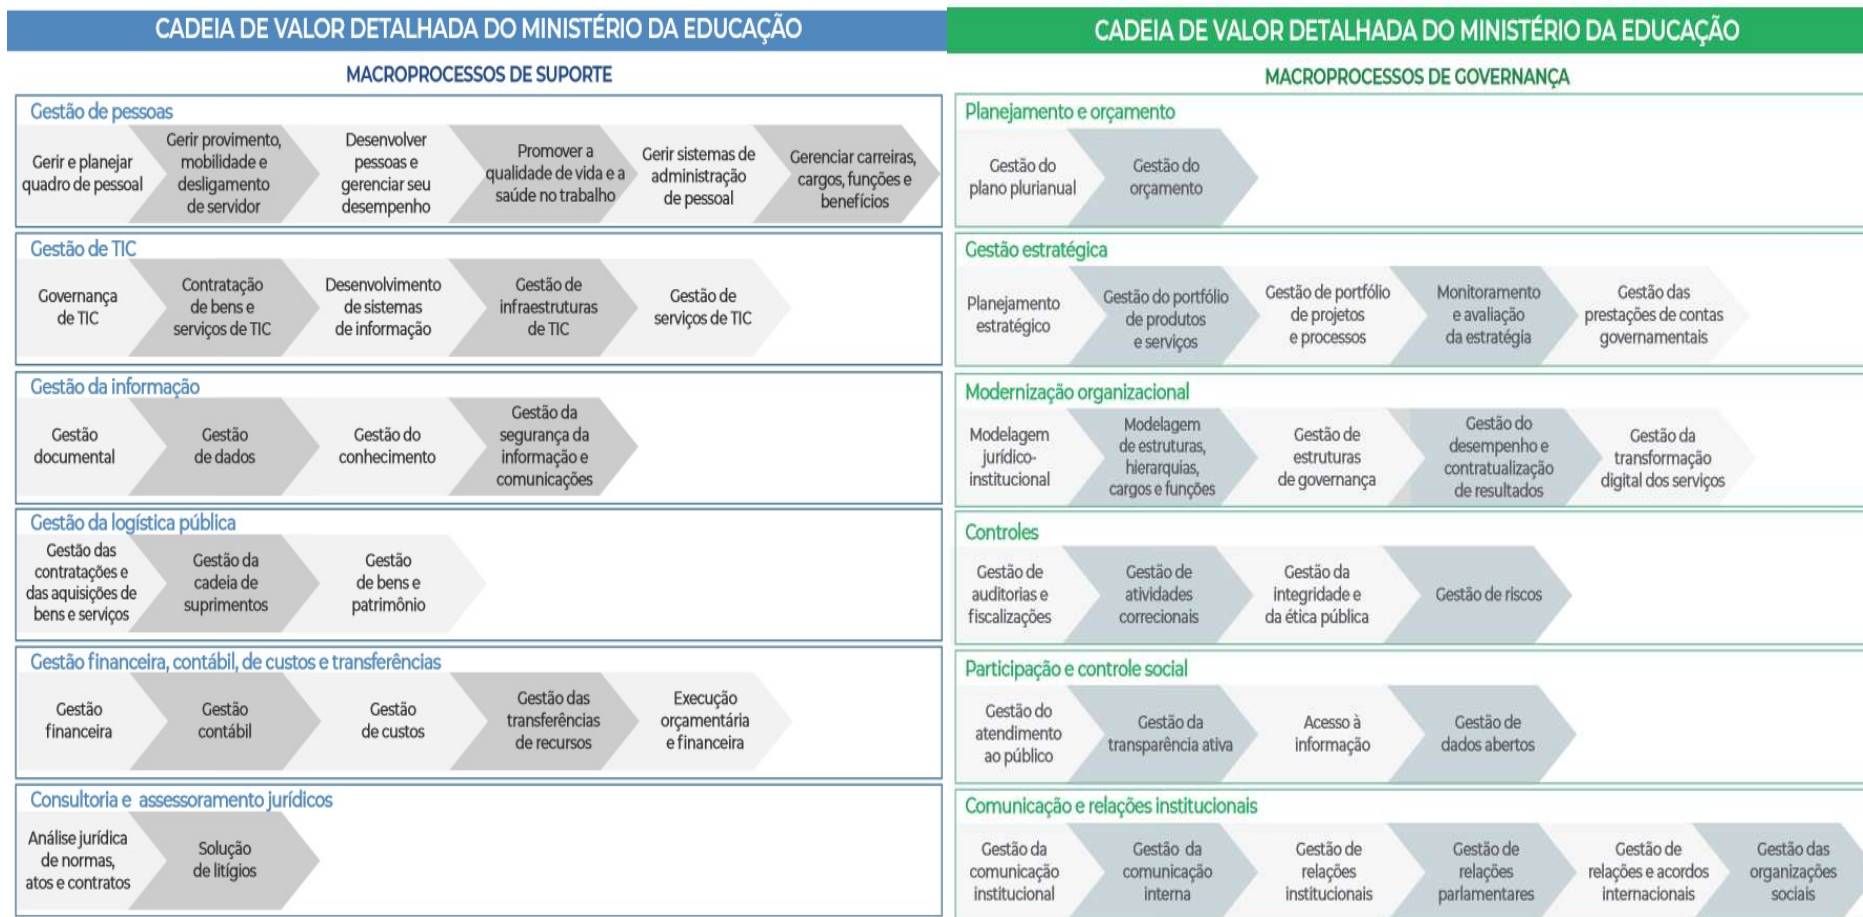 CADEIA DE VALOR DETALHADA DO MINISTÉRIO DA EDUCAÇÃO
MACROPROCESSOS DE SUPORTE
Gestão de pessoas
Gerir e planejar
quadro de pessoal
Gerir provimento,
mobilidade e
desligamento
de servidor
Desenvolver
pessoas e
gerenciar seu
desempenho
Promover a
qualidade de vida e a
saúde no trabalho
Gerir sistemas de
administração
de pessoal
Gerenciar carreiras,
cargos, funções e
benefícios
Gestão de TIC
Governança
de TIC
Contratação
de bens e
serviços de TIC
Desenvolvimento
de sistemas
de informação
Gestão de
infraestruturas
de TIC
Gestão de
serviços de TIC
Gestão da informação
Gestão
documental
Gestão
de dados
Gestão do
conhecimento
Gestão da
segurança da
informação e
comunicações
Gestão da logística pública
Gestão das
contratações e
das aquisições de
bens e serviços
Gestão da
cadeia de
suprimentos
Gestão
de bens e
patrimônio
Gestão financeira, contábil, de custos e transferências
Gestão
financeira
Gestão
contábil
Gestão
de custos
Gestão das
transferências
de recursos
Execução
orçamentária
e financeira
Consultoria e assessoramento jurídicos
Análise jurídica
de normas,
atos e contratos
Solução
de litígios
CADEIA DE VALOR DETALHADA DO MINISTÉRIO DA EDUCAÇÃO
MACROPROCESSOS DE GOVERNANÇA
Planejamento e orçamento
Gestão do
plano plurianual
Gestão do
orçamento
Gestão estratégica
Planejamento
estratégico
Gestão do portfólio
de produtos
e serviços
Gestão de portfólio
de projetos
e processos
Monitoramento
e avaliação
da estratégia
Gestão das
prestações de contas
governamentais
Modernização organizacional
Modelagem
jurídico-
institucional
Modelagem
de estruturas,
hierarquias,
cargos e funções
Gestão de
estruturas
de governança
Gestão do
desempenho e
contratualização
de resultados
Gestão da
transformação
digital dos serviços
Controles
Gestão de
auditorias e
fiscalizações
Gestão de
atividades
correcionais
Gestão da
integridade e
da ética pública
Gestão de riscos
Participação e controle social
Gestão do
atendimento
ao público
Gestão da
transparência ativa
Acesso à
informação
Gestão de
dados abertos
Comunicação e relações institucionais
Gestão da
comunicação
institucional
Gestão da
comunicação
interna
Gestão de
relações
institucionais
Gestão de
relações
parlamentares
Gestão de
relações e acordos
internacionais
Gestão das
organizações
sociais